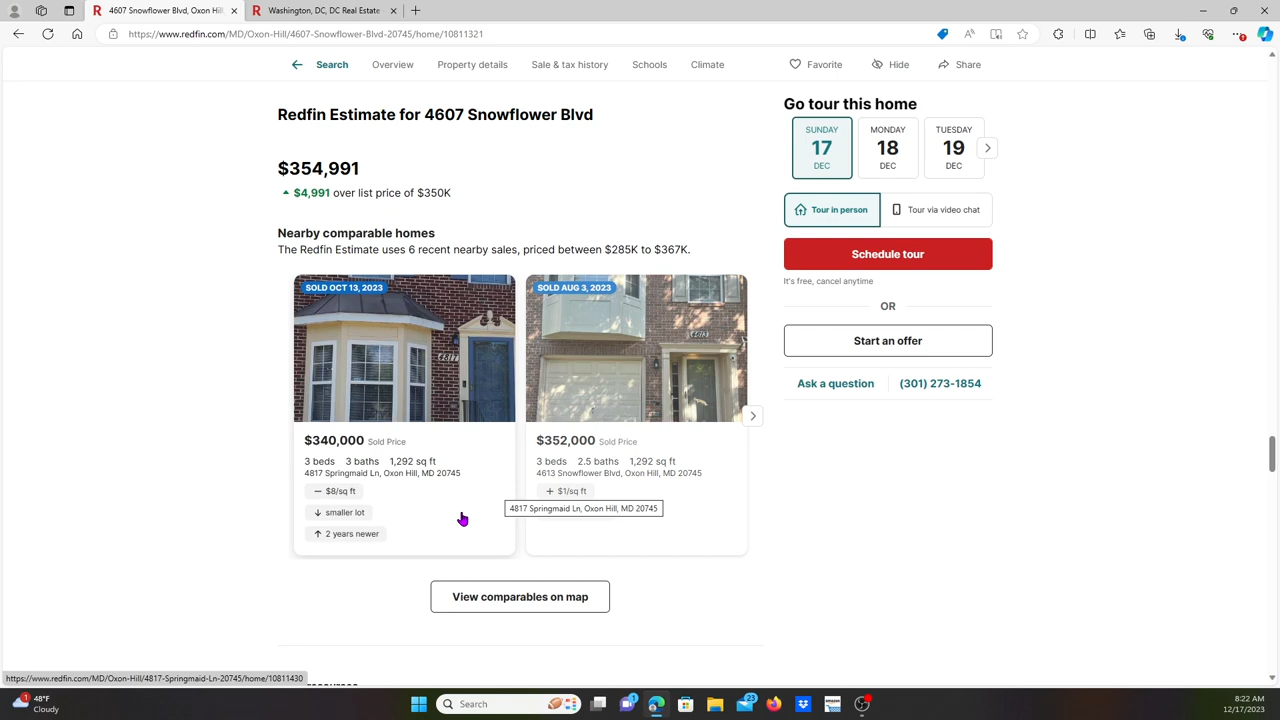 4607 Snowflower Blvd, Oxon Hill,
Washington, DC, DC Real Estate
https://www.redfin.com/MD/Oxon-Hill/4607-Snowflower-Blvd-20745/home/10811321
Search Overview Property details Sale & tax history Schools Climate Favorite Hide Share
Redfin Estimate for 4607 Snowflower Blvd
$354,991
$4,991 over list price of $350K
Nearby comparable homes
The Redfin Estimate uses 6 recent nearby sales, priced between $285K to $367K.
SOLD OCT 13, 2023
4817
$340,000 Sold Price
3 beds 3 baths 1,292 sq ft
4817 Springmaid Ln, Oxon Hill, MD 20745
− $8/sq ft
↓ smaller lot
↑ 2 years newer
SOLD AUG 3, 2023
4613
$352,000 Sold Price
3 beds 2.5 baths 1,292 sq ft
4613 Snowflower Blvd, Oxon Hill, MD 20745
+ $1/sq ft
4817 Springmaid Ln, Oxon Hill, MD 20745
View comparables on map
Go tour this home
SUNDAY
17
DEC
MONDAY
18
DEC
TUESDAY
19
DEC
Tour in person
Tour via video chat
Schedule tour
It's free, cancel anytime
OR
Start an offer
Ask a question (301) 273-1854
https://www.redfin.com/MD/Oxon-Hill/4817-Springmaid-Ln-20745/home/10811430
1
48°F
Cloudy
Search
1
23
amazon
8:22 AM
12/17/2023